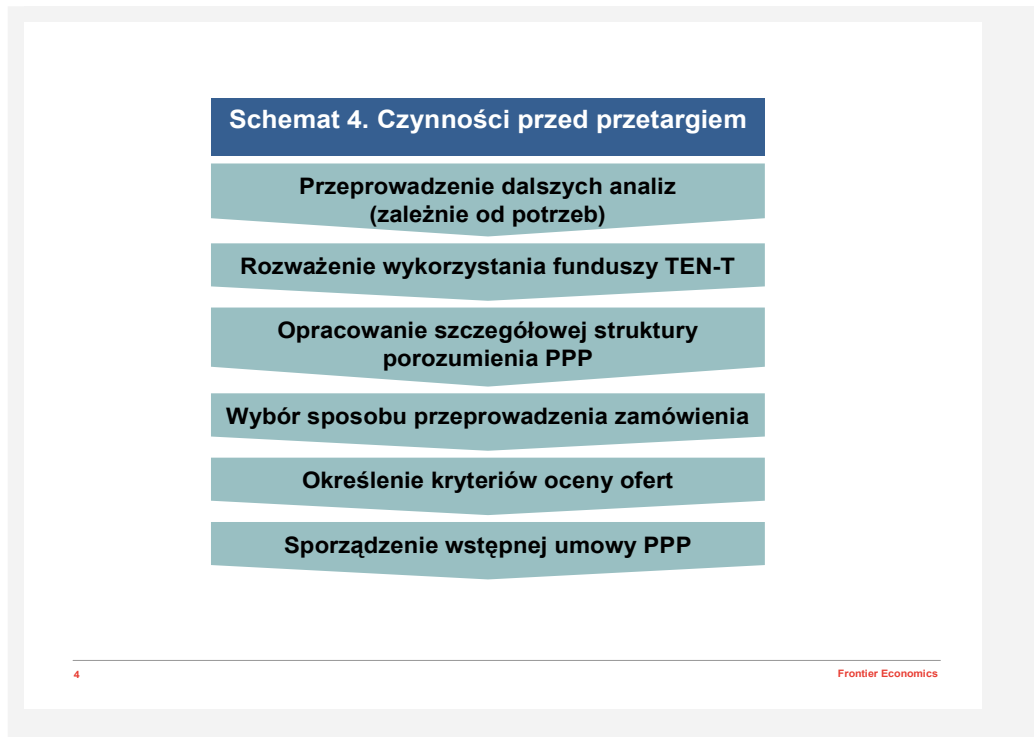 Schemat 4. Czynności przed przetargiem
Przeprowadzenie dalszych analiz
(zależnie od potrzeb)
Rozważenie wykorzystania funduszy TEN-T
Opracowanie szczegółowej struktury
porozumienia PPP
Wybór sposobu przeprowadzenia zamówienia
Określenie kryteriów oceny ofert
Sporządzenie wstępnej umowy PPP
4
Frontier Economics